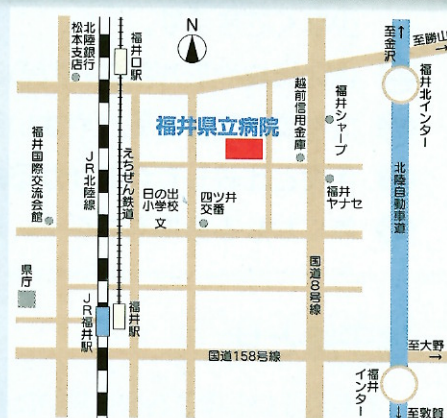 N
北陸銀行
松本支店
福井口駅
至金沢
↑
至勝山
→
福井北インター
越前信用金庫
福井シャープ
福井県立病院
福井国際交流会館
JR北陸線
えちぜん鉄道
日の出
小学校
文
四ツ井
交番
福井
ヤナセ
北陸自動車道
県庁
国道8号線
JR福井駅
福井駅
国道158号線
至大野
→
福井
インター
↓
至敦賀